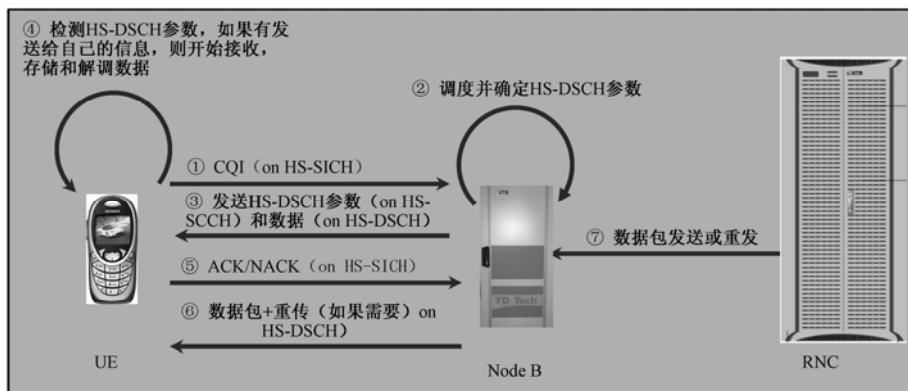 ④ 检测HS-DSCH参数，如果有发
送给自己的信息，则开始接收，
存储和解调数据
② 调度并确定HS-DSCH参数
① CQI（on HS-SICH）
③ 发送HS-DSCH参数（on HS-
SCCH）和数据（on HS-DSCH）
⑦ 数据包发送或重发
⑤ ACK/NACK（on HS-SICH）
TD Tech
⑥ 数据包+重传（如果需要）on
HS-DSCH）
UE
Node B
RNC